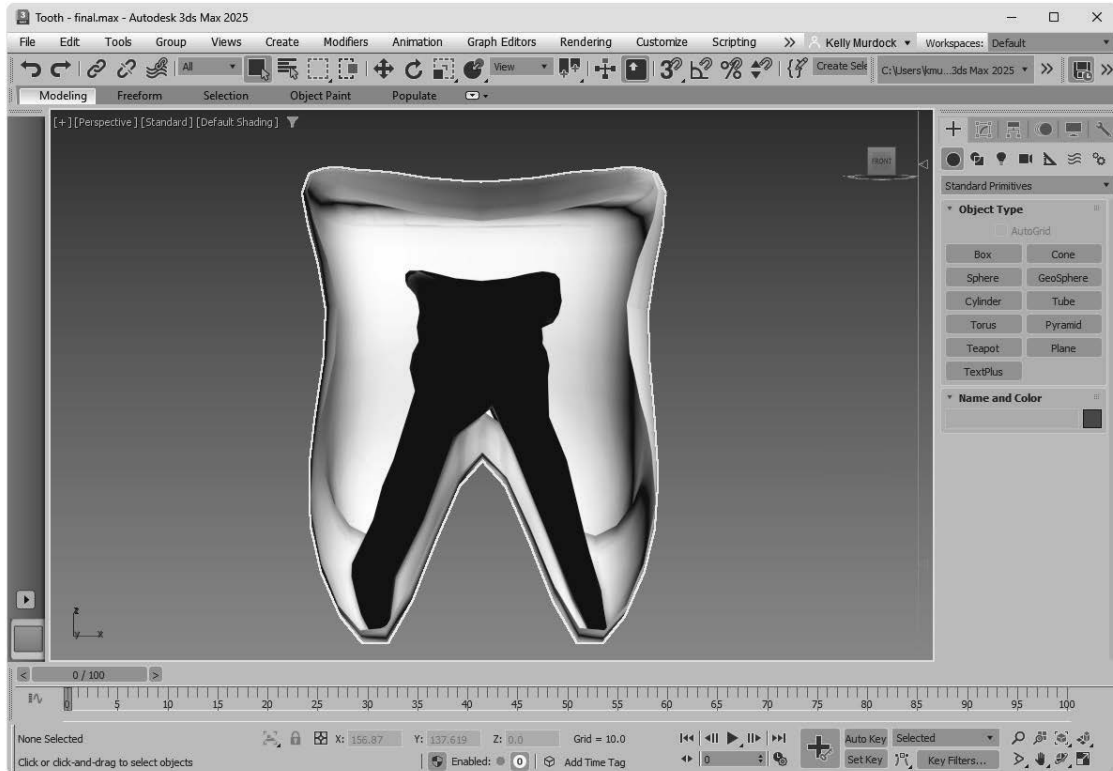 Tooth - final.max - Autodesk 3ds Max 2025
File Edit Tools Group Views Create Modifiers Animation Graph Editors Rendering Customize Scripting Kelly Murdock Workspaces: Default
All View Create Sele C:\Users\kmu...3ds Max 2025
Modeling Freeform Selection Object Paint Populate
[+] [Perspective] [Standard] [Default Shading]
FRONT
Standard Primitives
Object Type
AutoGrid
Box Cone
Sphere GeoSphere
Cylinder Tube
Torus Pyramid
Teapot Plane
TextPlus
Name and Color
z
y x
0 / 100
0 5 10 15 20 25 30 35 40 45 50 55 60 65 70 75 80 85 90 95 100
None Selected X: 156.87 Y: 137.619 Z: 0.0 Grid = 10.0 Auto Key Selected
Click or click-and-drag to select objects Enabled: 0 Add Time Tag 0 Set Key Key Filters...